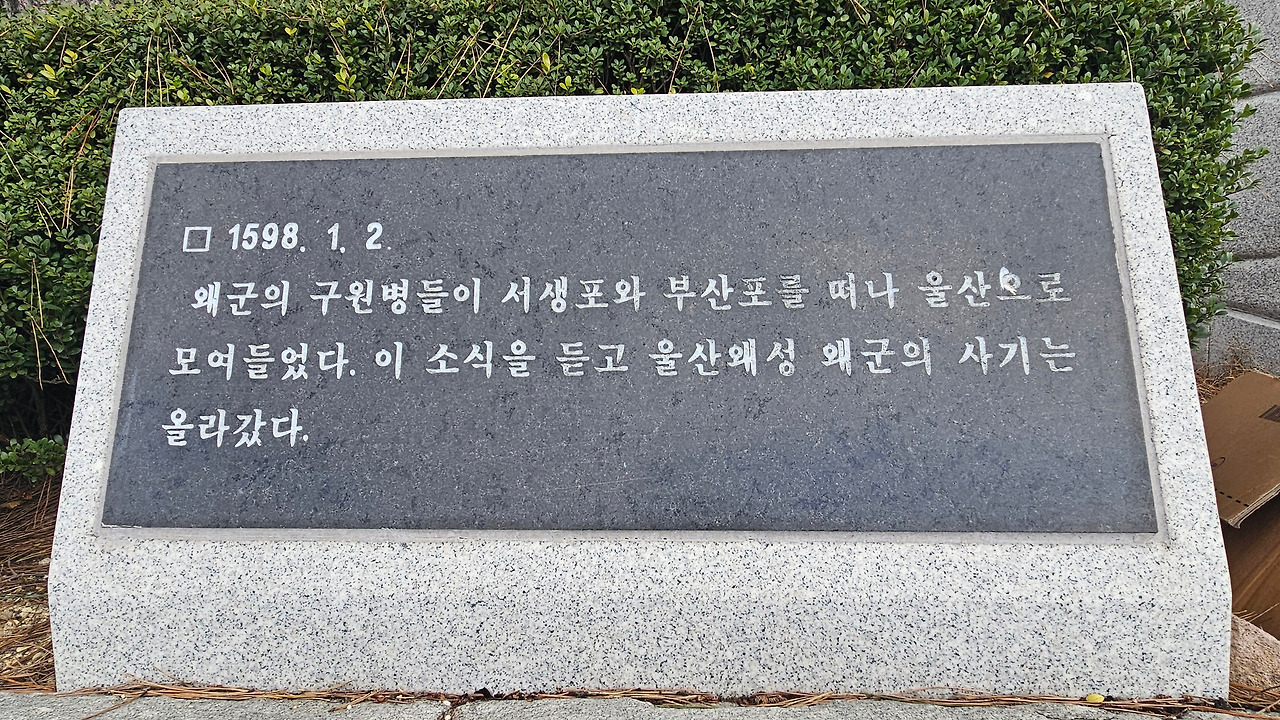 □ 1598. 1. 2.
왜군의 구원병들이 서생포와 부산포를 떠나 울산으로
모여들었다. 이 소식을 듣고 울산왜성 왜군의 사기는
올라갔다.